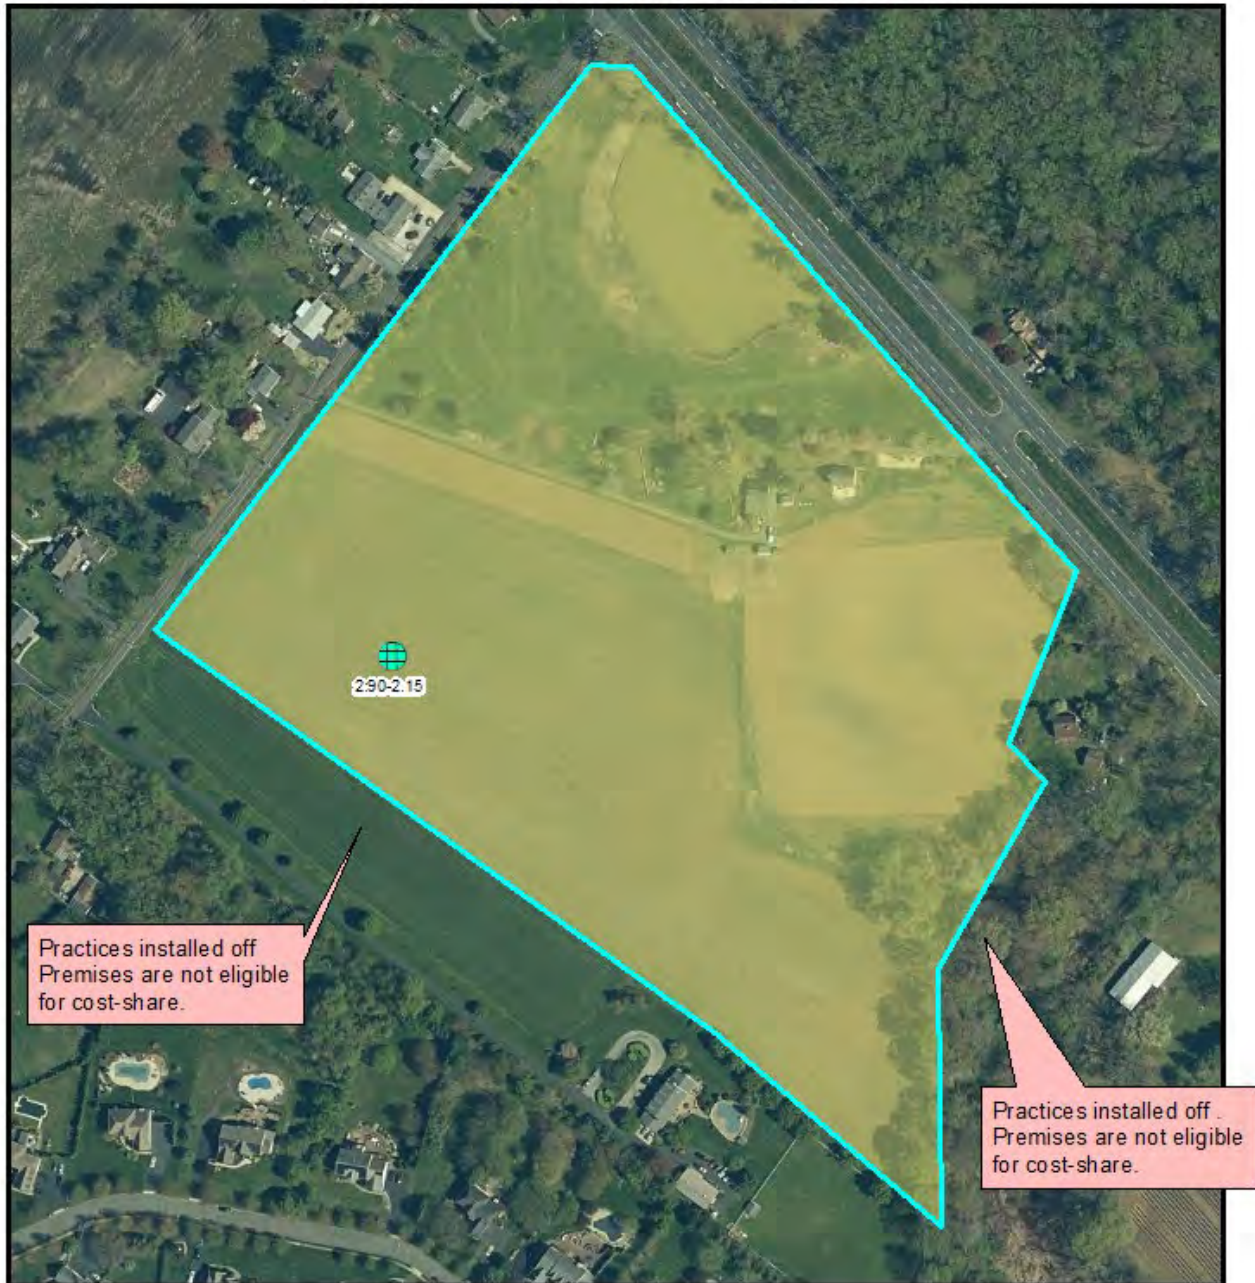 2.90-2.15
Practices installed off
Premises are not eligible
for cost-share.
Practices installed off .
Premises are not eligible
for cost-share.